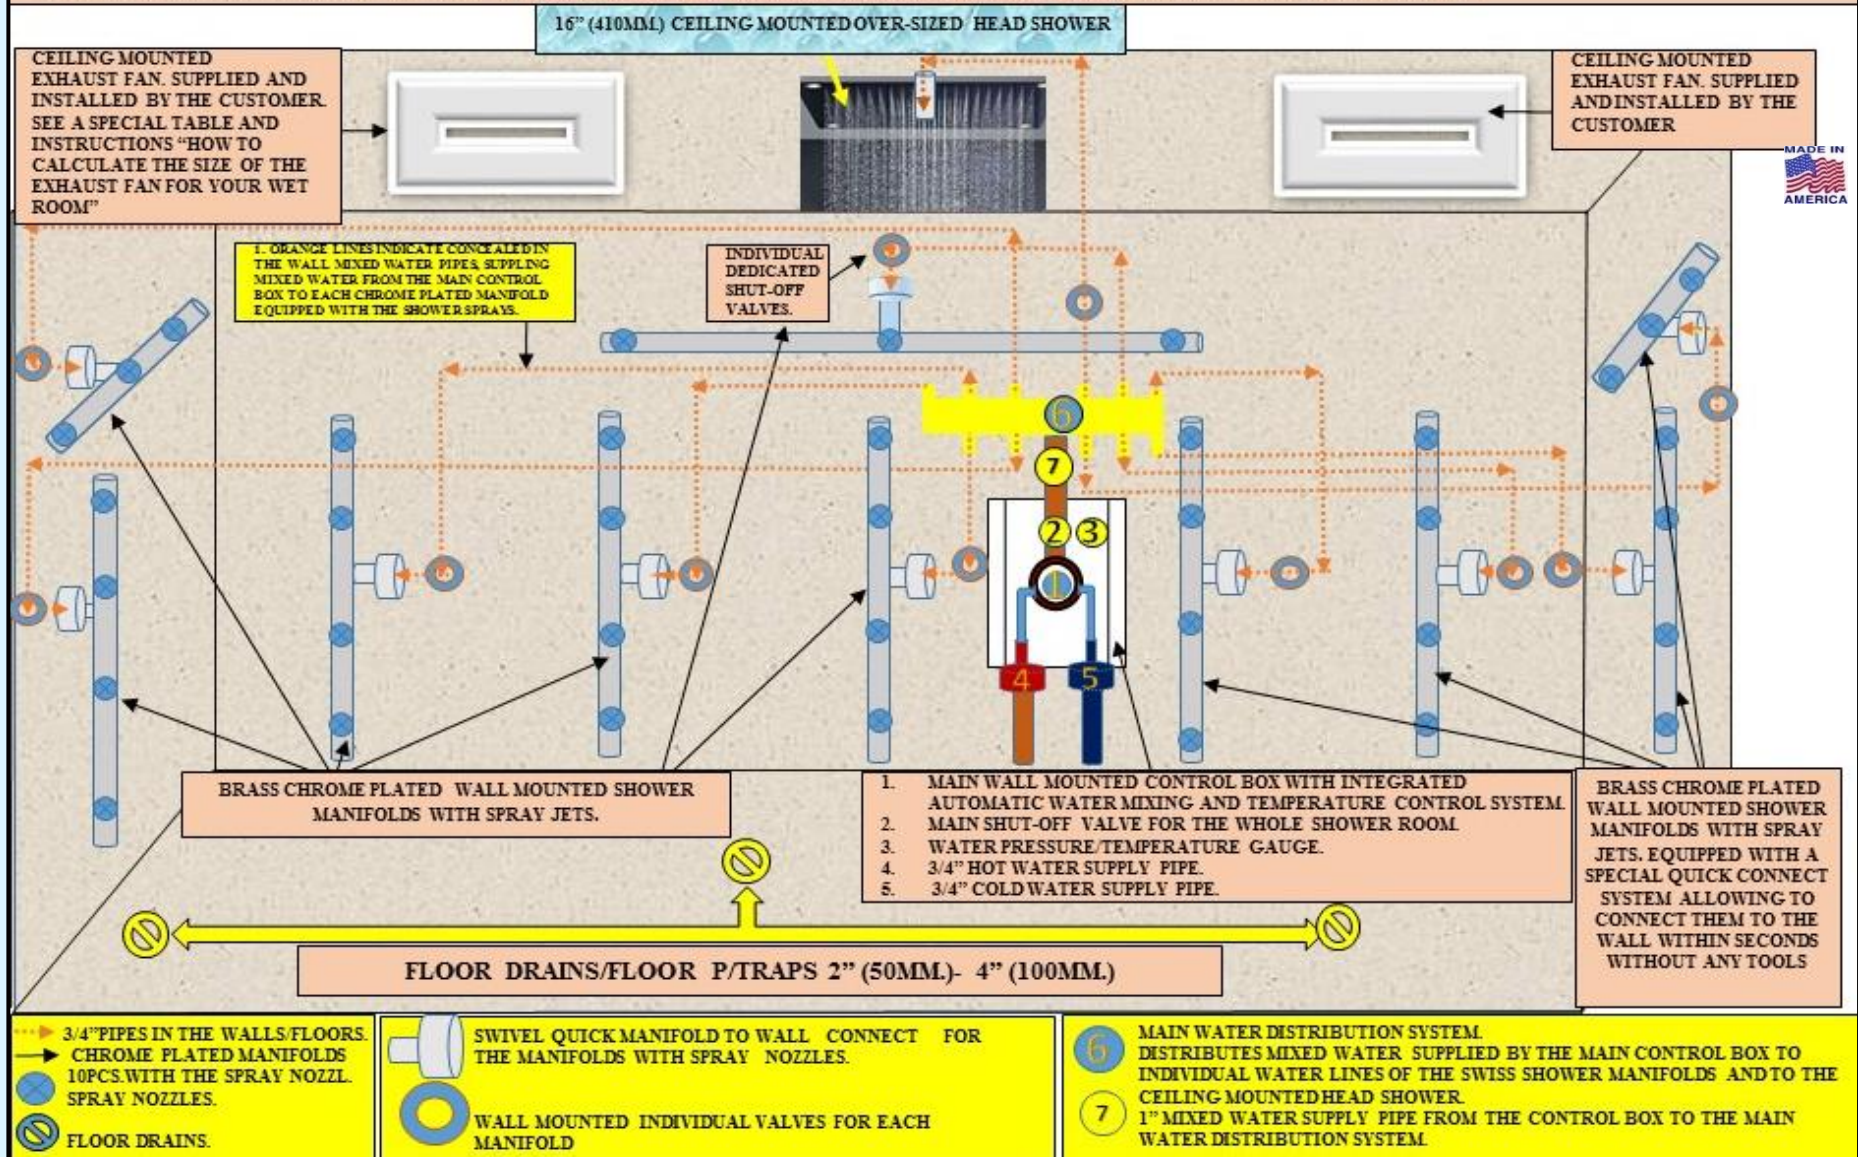 16” (410MM.) CEILING MOUNTED OVER-SIZED HEAD SHOWER
CEILING MOUNTED
EXHAUST FAN. SUPPLIED AND
INSTALLED BY THE CUSTOMER.
SEE A SPECIAL TABLE AND
INSTRUCTIONS “HOW TO
CALCULATE THE SIZE OF THE
EXHAUST FAN FOR YOUR WET
ROOM”
CEILING MOUNTED
EXHAUST FAN. SUPPLIED
AND INSTALLED BY THE
CUSTOMER
MADE IN
AMERICA
1. ORANGE LINES INDICATE CONCEALED IN
THE WALL MIXED WATER PIPES, SUPPLING
MIXED WATER FROM THE MAIN CONTROL
BOX TO EACH CHROME PLATED MANIFOLD
EQUIPPED WITH THE SHOWER SPRAYS.
INDIVIDUAL
DEDICATED
SHUT-OFF
VALVES.
6
7
2 3
1
4 5
BRASS CHROME PLATED WALL MOUNTED SHOWER
MANIFOLDS WITH SPRAY JETS.
1. MAIN WALL MOUNTED CONTROL BOX WITH INTEGRATED
AUTOMATIC WATER MIXING AND TEMPERATURE CONTROL SYSTEM.
2. MAIN SHUT-OFF VALVE FOR THE WHOLE SHOWER ROOM.
3. WATER PRESSURE/TEMPERATURE GAUGE.
4. 3/4” HOT WATER SUPPLY PIPE.
5. 3/4” COLD WATER SUPPLY PIPE.
BRASS CHROME PLATED
WALL MOUNTED SHOWER
MANIFOLDS WITH SPRAY
JETS. EQUIPPED WITH A
SPECIAL QUICK CONNECT
SYSTEM ALLOWING TO
CONNECT THEM TO THE
WALL WITHIN SECONDS
WITHOUT ANY TOOLS
FLOOR DRAINS/FLOOR P/TRAPS 2” (50MM.)- 4” (100MM.)
3/4”PIPES IN THE WALLS/FLOORS.
CHROME PLATED MANIFOLDS
10PCS.WITH THE SPRAY NOZZL.
SPRAY NOZZLES.
FLOOR DRAINS.
SWIVEL QUICK MANIFOLD TO WALL CONNECT FOR
THE MANIFOLDS WITH SPRAY NOZZLES.
WALL MOUNTED INDIVIDUAL VALVES FOR EACH
MANIFOLD
6 MAIN WATER DISTRIBUTION SYSTEM.
DISTRIBUTES MIXED WATER SUPPLIED BY THE MAIN CONTROL BOX TO
INDIVIDUAL WATER LINES OF THE SWISS SHOWER MANIFOLDS AND TO THE
CEILING MOUNTED HEAD SHOWER.
7 1” MIXED WATER SUPPLY PIPE FROM THE CONTROL BOX TO THE MAIN
WATER DISTRIBUTION SYSTEM.